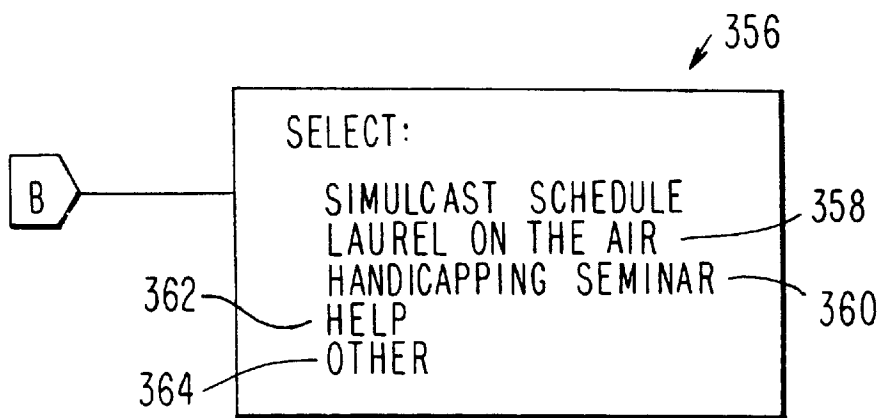 356
SELECT:
B
SIMULCAST SCHEDULE
LAUREL ON THE AIR
358
HANDICAPPING SEMINAR
360
362
HELP
OTHER
364